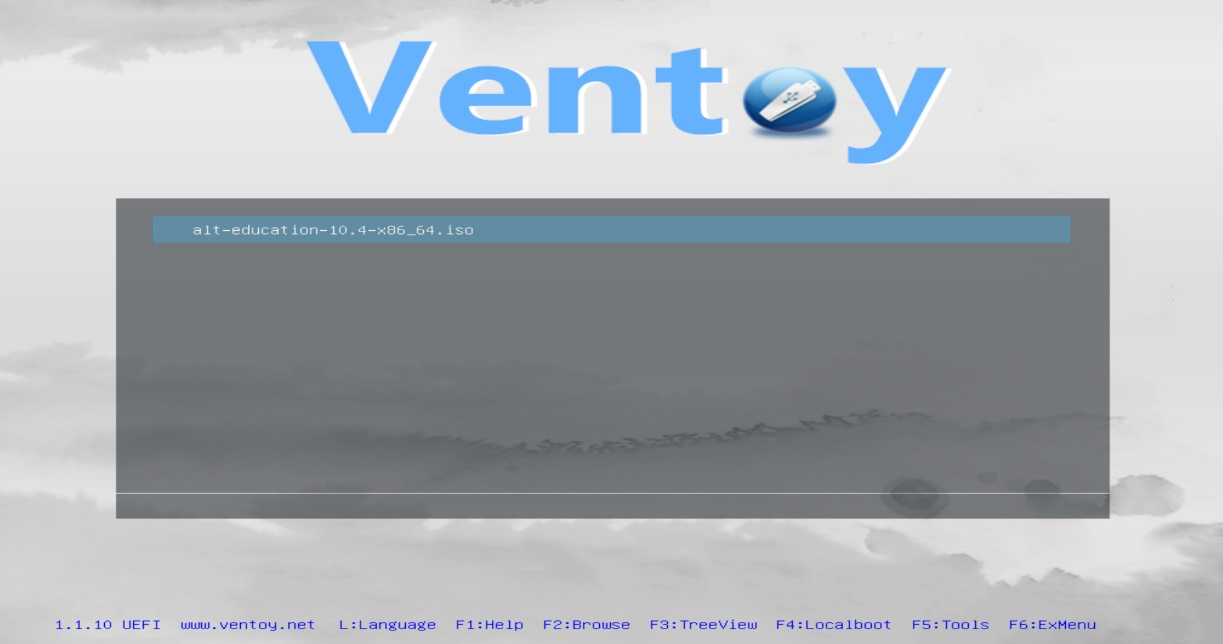 Ventoy
alt-education-10.4-x86_64.iso
1.1.10 UEFI www.ventoy.net L:Language F1:Help F2:Browse F3:TreeView F4:Localboot F5:Tools F6:ExMenu